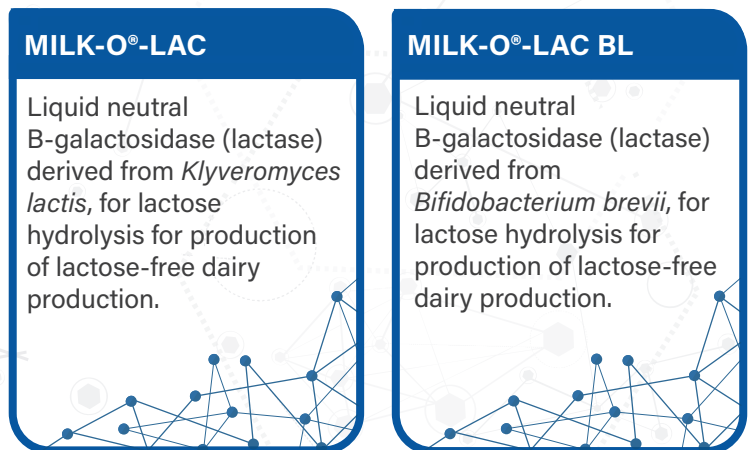 MILK-O®-LAC
Liquid neutral
B-galactosidase (lactase)
derived from Klyveromyces
lactis, for lactose
hydrolysis for production
of lactose-free dairy
production.
MILK-O®-LAC BL
Liquid neutral
B-galactosidase (lactase)
derived from
Bifidobacterium brevii, for
lactose hydrolysis for
production of lactose-free
dairy production.